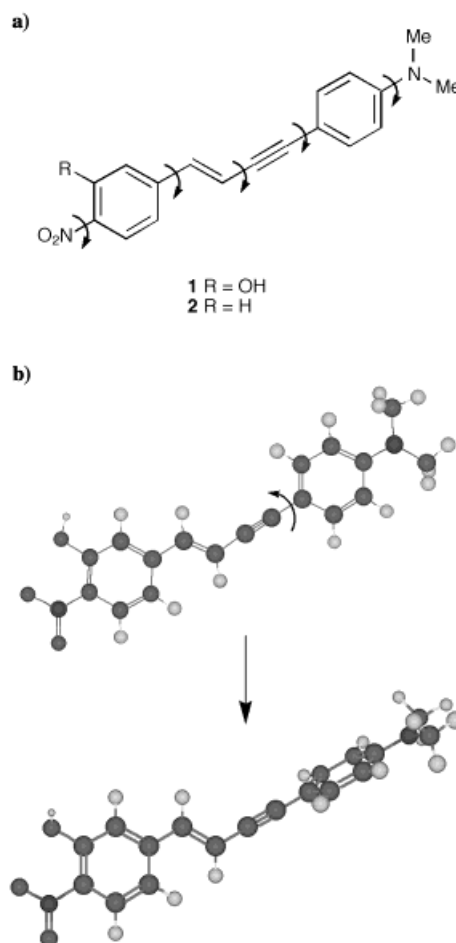 a)
Me
N
Me
R
O₂N
1 R = OH
2 R = H
b)